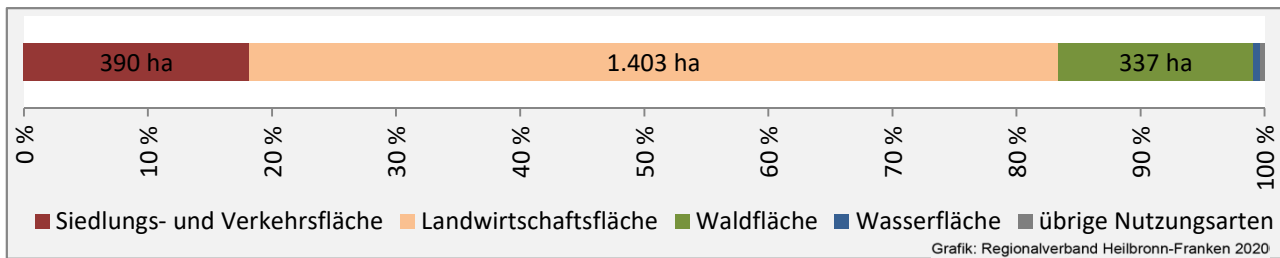 390 ha 1.403 ha 337 ha
0 % 10 % 20 % 30 % 40 % 50 % 60 % 70 % 80 % 90 % 100 %
Siedlungs- und Verkehrsfläche Landwirtschaftsfläche Waldfläche Wasserfläche übrige Nutzungsarten
Grafik: Regionalverband Heilbronn-Franken 2020